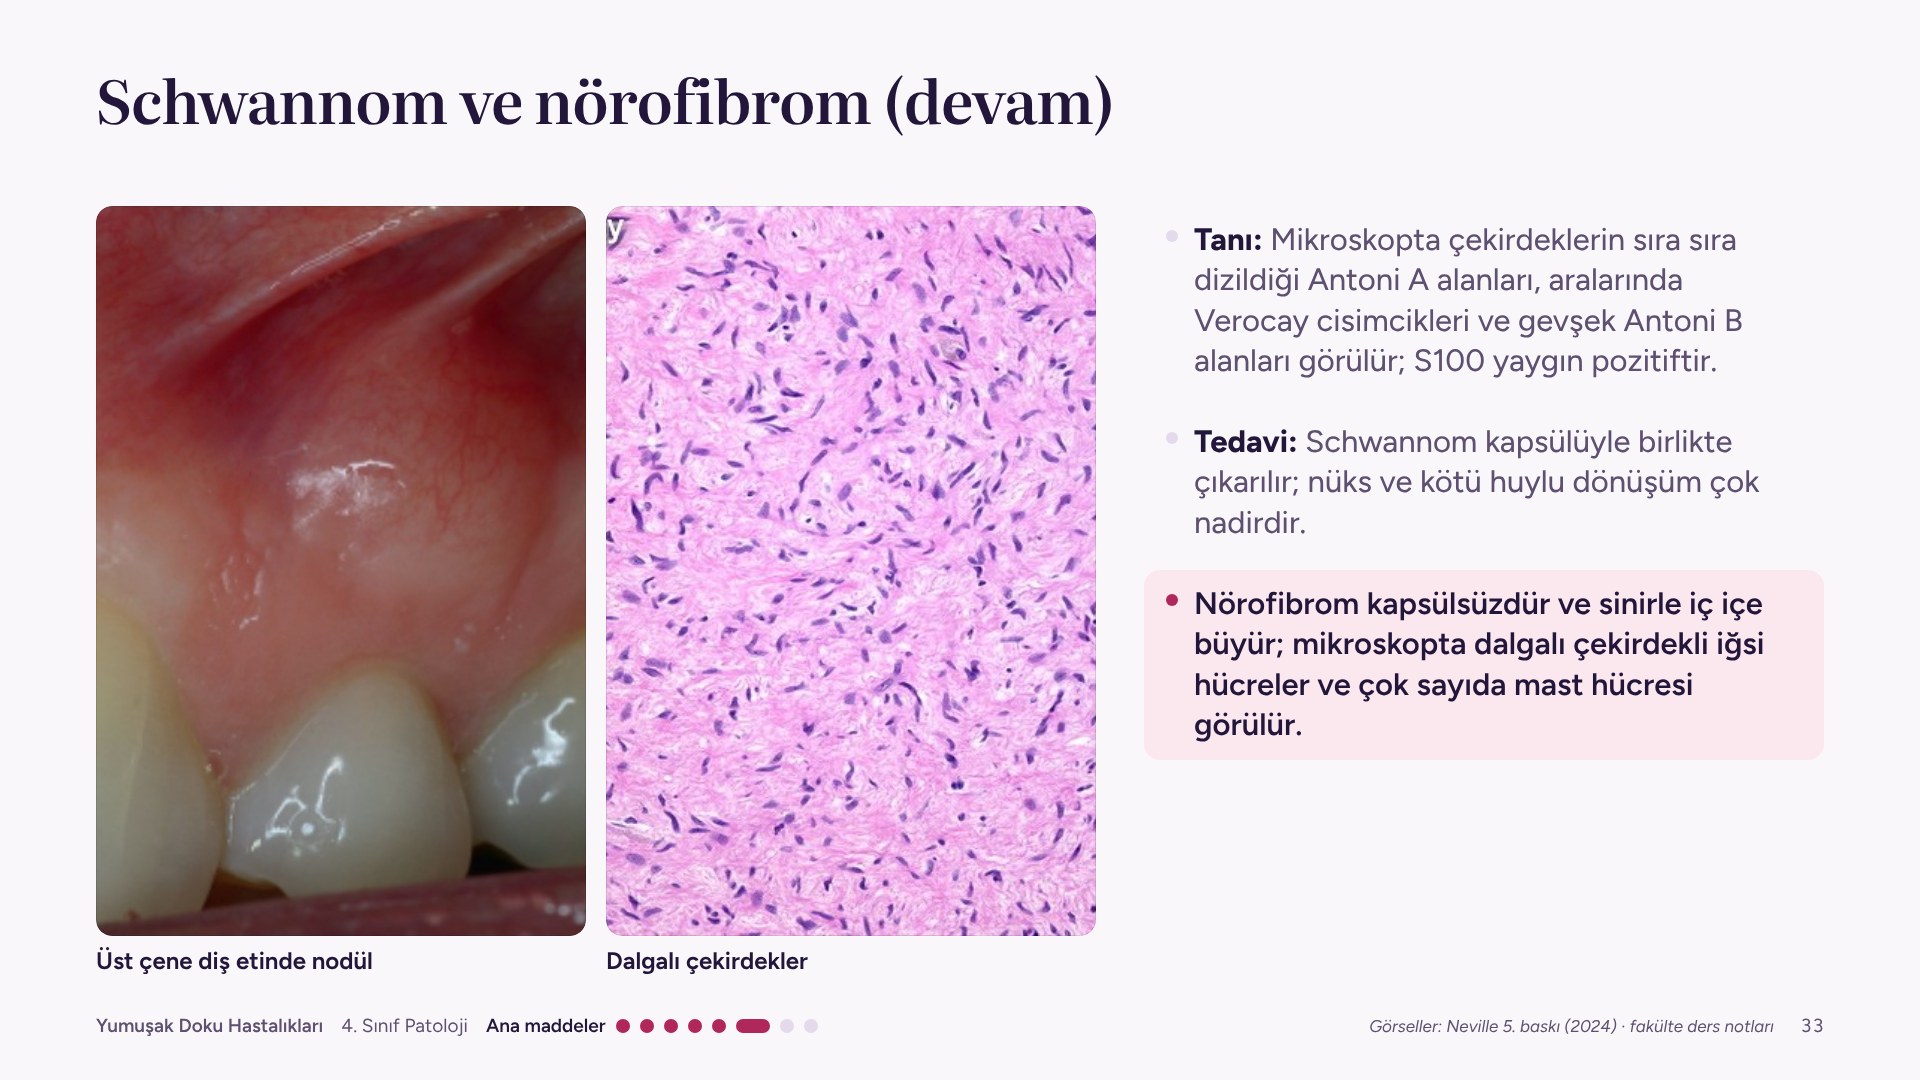 Schwannom ve nörofibrom (devam)
y
Tanı: Mikroskopta çekirdeklerin sıra sıra
dizildiği Antoni A alanları, aralarında
Verocay cisimcikleri ve gevşek Antoni B
alanları görülür; S100 yaygın pozitiftir.
Tedavi: Schwannom kapsülüyle birlikte
çıkarılır; nüks ve kötü huylu dönüşüm çok
nadirdir.
Nörofibrom kapsülsüzdür ve sinirle iç içe
büyür; mikroskopta dalgalı çekirdekli iğsi
hücreler ve çok sayıda mast hücresi
görülür.
Üst çene diş etinde nodül
Dalgalı çekirdekler
Yumuşak Doku Hastalıkları 4. Sınıf Patoloji Ana maddeler
Görseller: Neville 5. baskı (2024) · fakülte ders notları 33